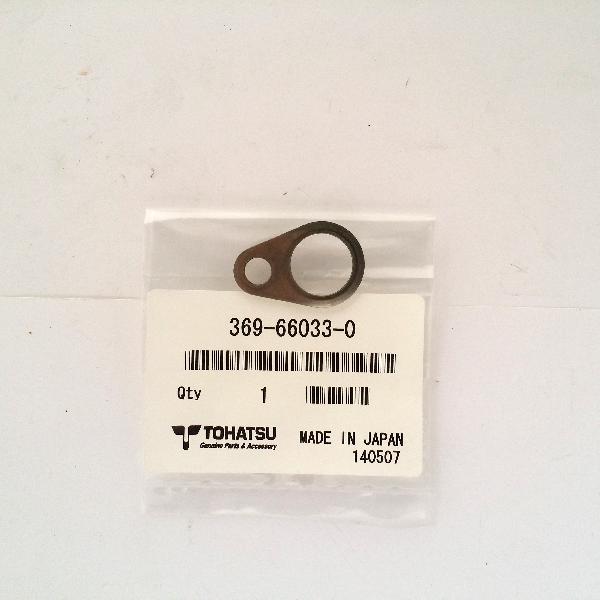 369-66033-0
Qty 1
TOHATSU
Genuine Parts & Accessory
MADE IN JAPAN
140507